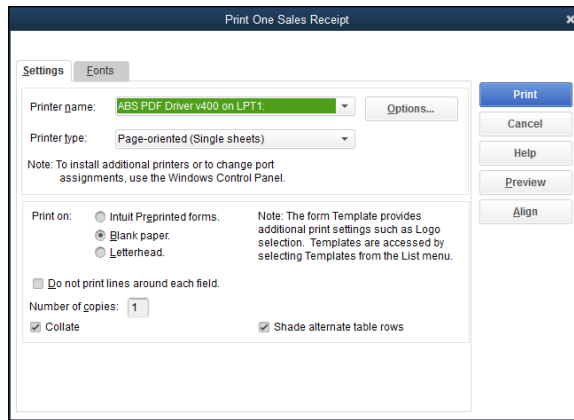 Print One Sales Receipt
Settings
Fonts
Printer name:
ABS PDF Driver v400 on LPT1:
Options...
Printer type:
Page-oriented (Single sheets)
Note: To install additional printers or to change port
assignments, use the Windows Control Panel.
Print on:
Intuit Preprinted forms.
Blank paper.
Letterhead.
Note: The form Template provides
additional print settings such as Logo
selection. Templates are accessed by
selecting Templates from the List menu.
Do not print lines around each field.
Number of copies:
1
Collate
Shade alternate table rows
Print
Cancel
Help
Preview
Align